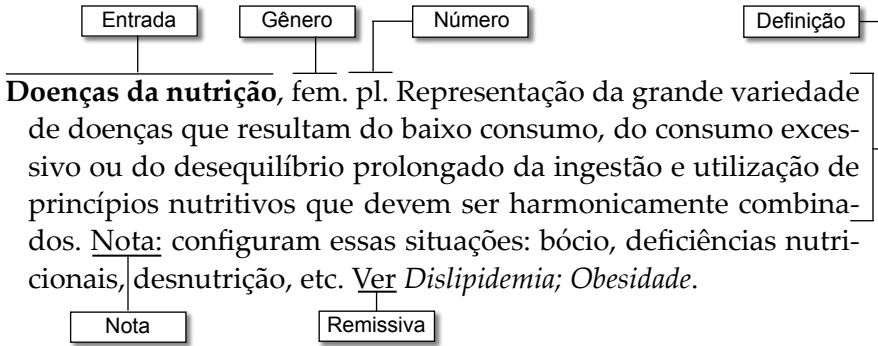 Entrada Gênero Número Definição
Doenças da nutrição, fem. pl. Representação da grande variedade
de doenças que resultam do baixo consumo, do consumo exces-
sivo ou do desequilíbrio prolongado da ingestão e utilização de
princípios nutritivos que devem ser harmonicamente combina-
dos. Nota: configuram essas situações: bócio, deficiências nutri-
cionais, desnutrição, etc. Ver Dislipidemia; Obesidade.
Nota Remissiva